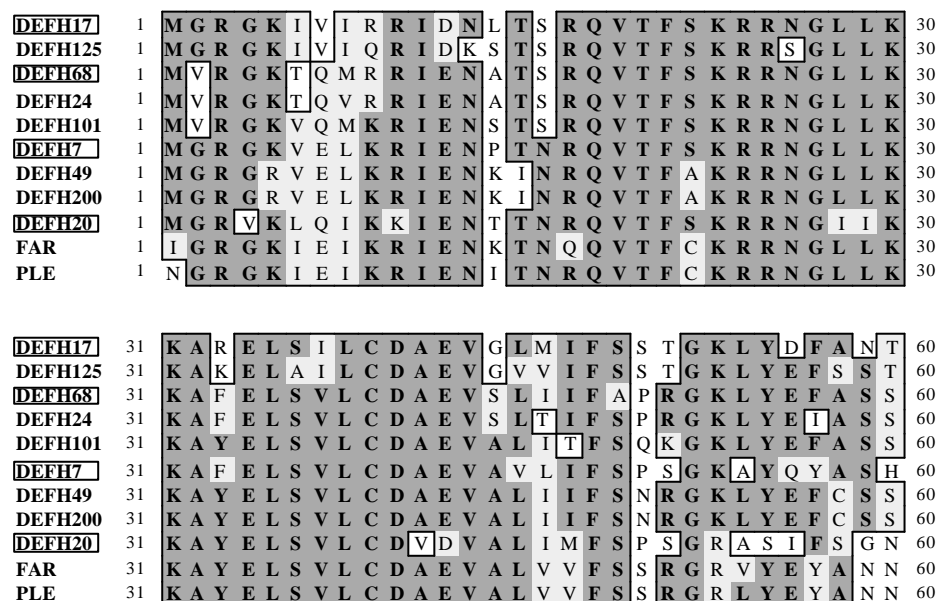 DEFH17 1 M G R G K I V I R R I D N L T S R Q V T F S K R R N G L L K 30
DEFH125 1 M G R G K I V I Q R I D K S T S R Q V T F S K R R S G L L K 30
DEFH68 1 M V R G K T Q M R R I E N A T S R Q V T F S K R R N G L L K 30
DEFH24 1 M V R G K T Q V R R I E N A T S R Q V T F S K R R N G L L K 30
DEFH101 1 M V R G K V Q M K R I E N S T S R Q V T F S K R R N G L L K 30
DEFH7 1 M G R G K V E L K R I E N P T N R Q V T F S K R R N G L L K 30
DEFH49 1 M G R G R V E L K R I E N K I N R Q V T F A K R R N G L L K 30
DEFH200 1 M G R G R V E L K R I E N K I N R Q V T F A K R R N G L L K 30
DEFH20 1 M G R V K L Q I K K I E N T T N R Q V T F S K R R N G I I K 30
FAR 1 I G R G K I E I K R I E N K T N Q Q V T F C K R R N G L L K 30
PLE 1 N G R G K I E I K R I E N I T N R Q V T F C K R R N G L L K 30
DEFH17 31 K A R E L S I L C D A E V G L M I F S S T G K L Y D F A N T 60
DEFH125 31 K A K E L A I L C D A E V G V V I F S S T G K L Y E F S S T 60
DEFH68 31 K A F E L S V L C D A E V S L I I F A P R G K L Y E F A S S 60
DEFH24 31 K A F E L S V L C D A E V S L T I F S P R G K L Y E I A S S 60
DEFH101 31 K A Y E L S V L C D A E V A L I T F S Q K G K L Y E F A S S 60
DEFH7 31 K A F E L S V L C D A E V A V L I F S P S G K A Y Q Y A S H 60
DEFH49 31 K A Y E L S V L C D A E V A L I I F S N R G K L Y E F C S S 60
DEFH200 31 K A Y E L S V L C D A E V A L I I F S N R G K L Y E F C S S 60
DEFH20 31 K A Y E L S V L C D V D V A L I M F S P S G R A S I F S G N 60
FAR 31 K A Y E L S V L C D A E V A L V V F S S R G R V Y E Y A N N 60
PLE 31 K A Y E L S V L C D A E V A L V V F S S R G R L Y E Y A N N 60